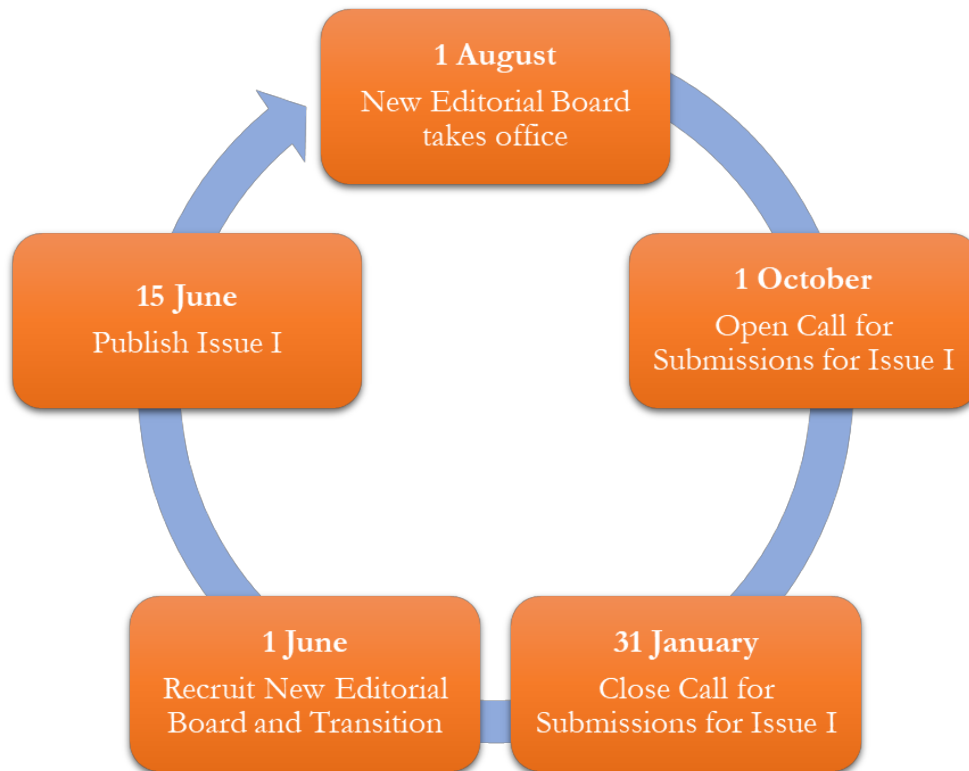 1 August
New Editorial Board
takes office
1 October
Open Call for
Submissions for Issue I
31 January
Close Call for
Submissions for Issue I
1 June
Recruit New Editorial
Board and Transition
15 June
Publish Issue I